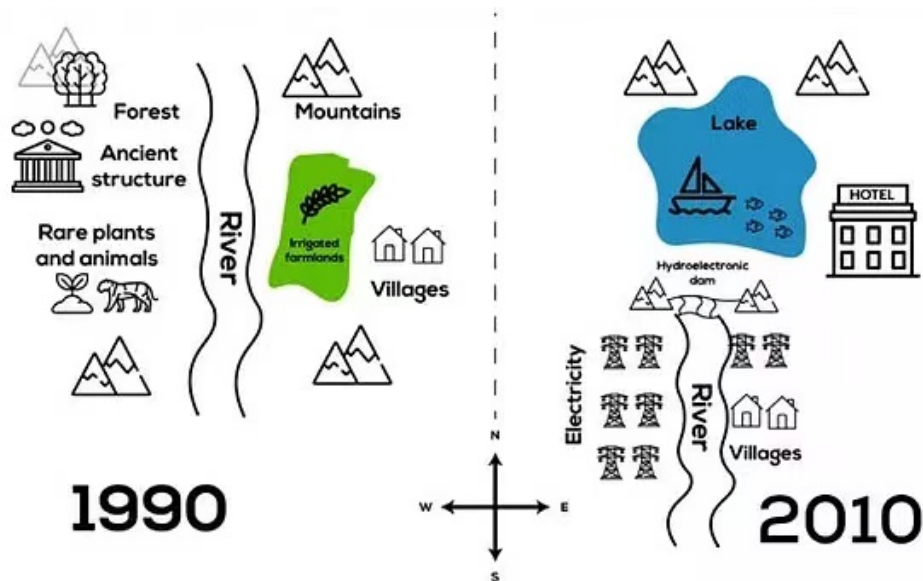 Forest
Mountains
Ancient
structure
River
Rare plants
and animals
Irrigated
farmlands
Villages
1990
Lake
HOTEL
Hydroelectronic
dam
Electricity
River
Villages
2010
N
W
E
S